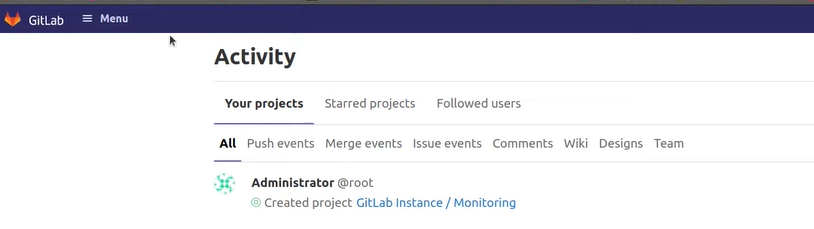 GitLab Menu
Activity
Your projects Starred projects Followed users
All Push events Merge events Issue events Comments Wiki Designs Team
Administrator @root
Created project GitLab Instance / Monitoring